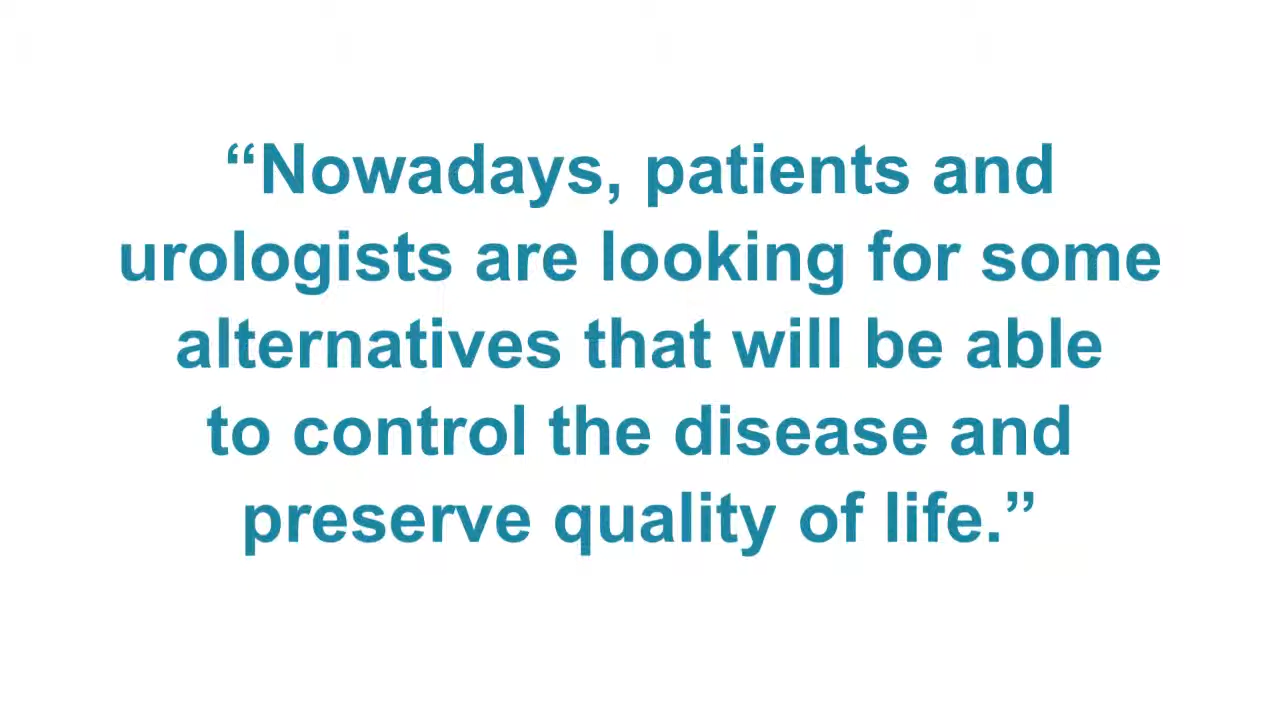 “Nowadays, patients and
urologists are looking for some
alternatives that will be able
to control the disease and
preserve quality of life.”